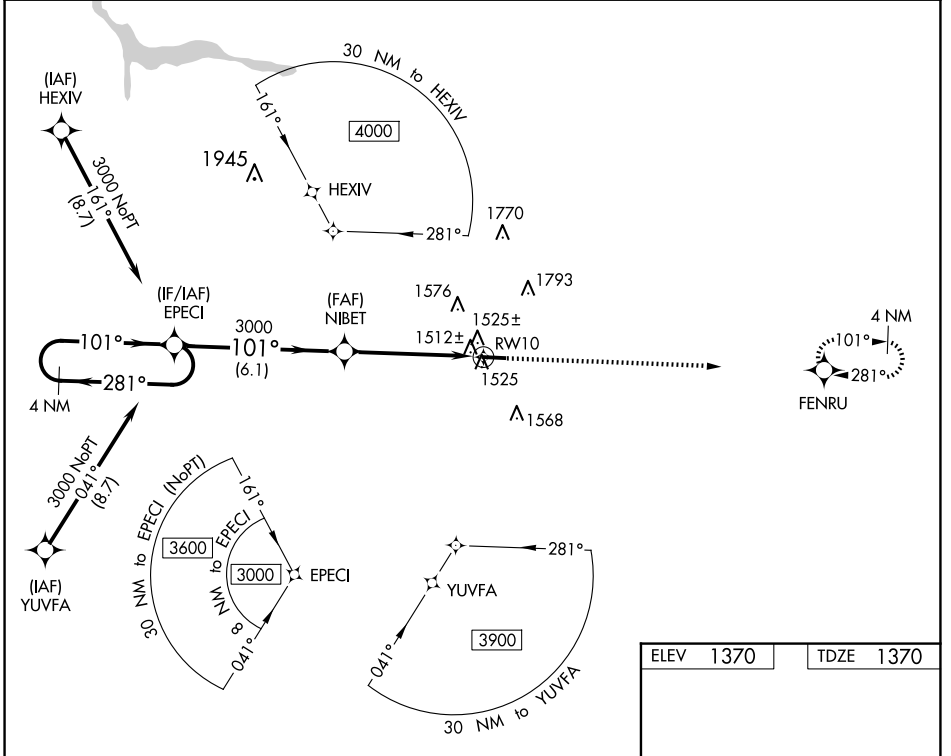 (IAF)
HEXIV
3000 NoPT
161°
(8.7)
30 NM to HEXIV
161°
4000
HEXIV
281°
1945
1770
1793
1576
1525±
1512±
RW10
1525
1568
(IF/IAF)
EPECI
101°
281°
4 NM
3000
101°
(6.1)
(FAF)
NIBET
4 NM
101°
281°
FENRU
3000 NoPT
041°
(8.7)
(IAF)
YUVFA
30 NM to EPECI (NoPT)
3600
8 NM to EPECI
3000
161°
041°
EPECI
281°
YUVFA
041°
3900
30 NM to YUVFA
ELEV 1370
TDZE 1370